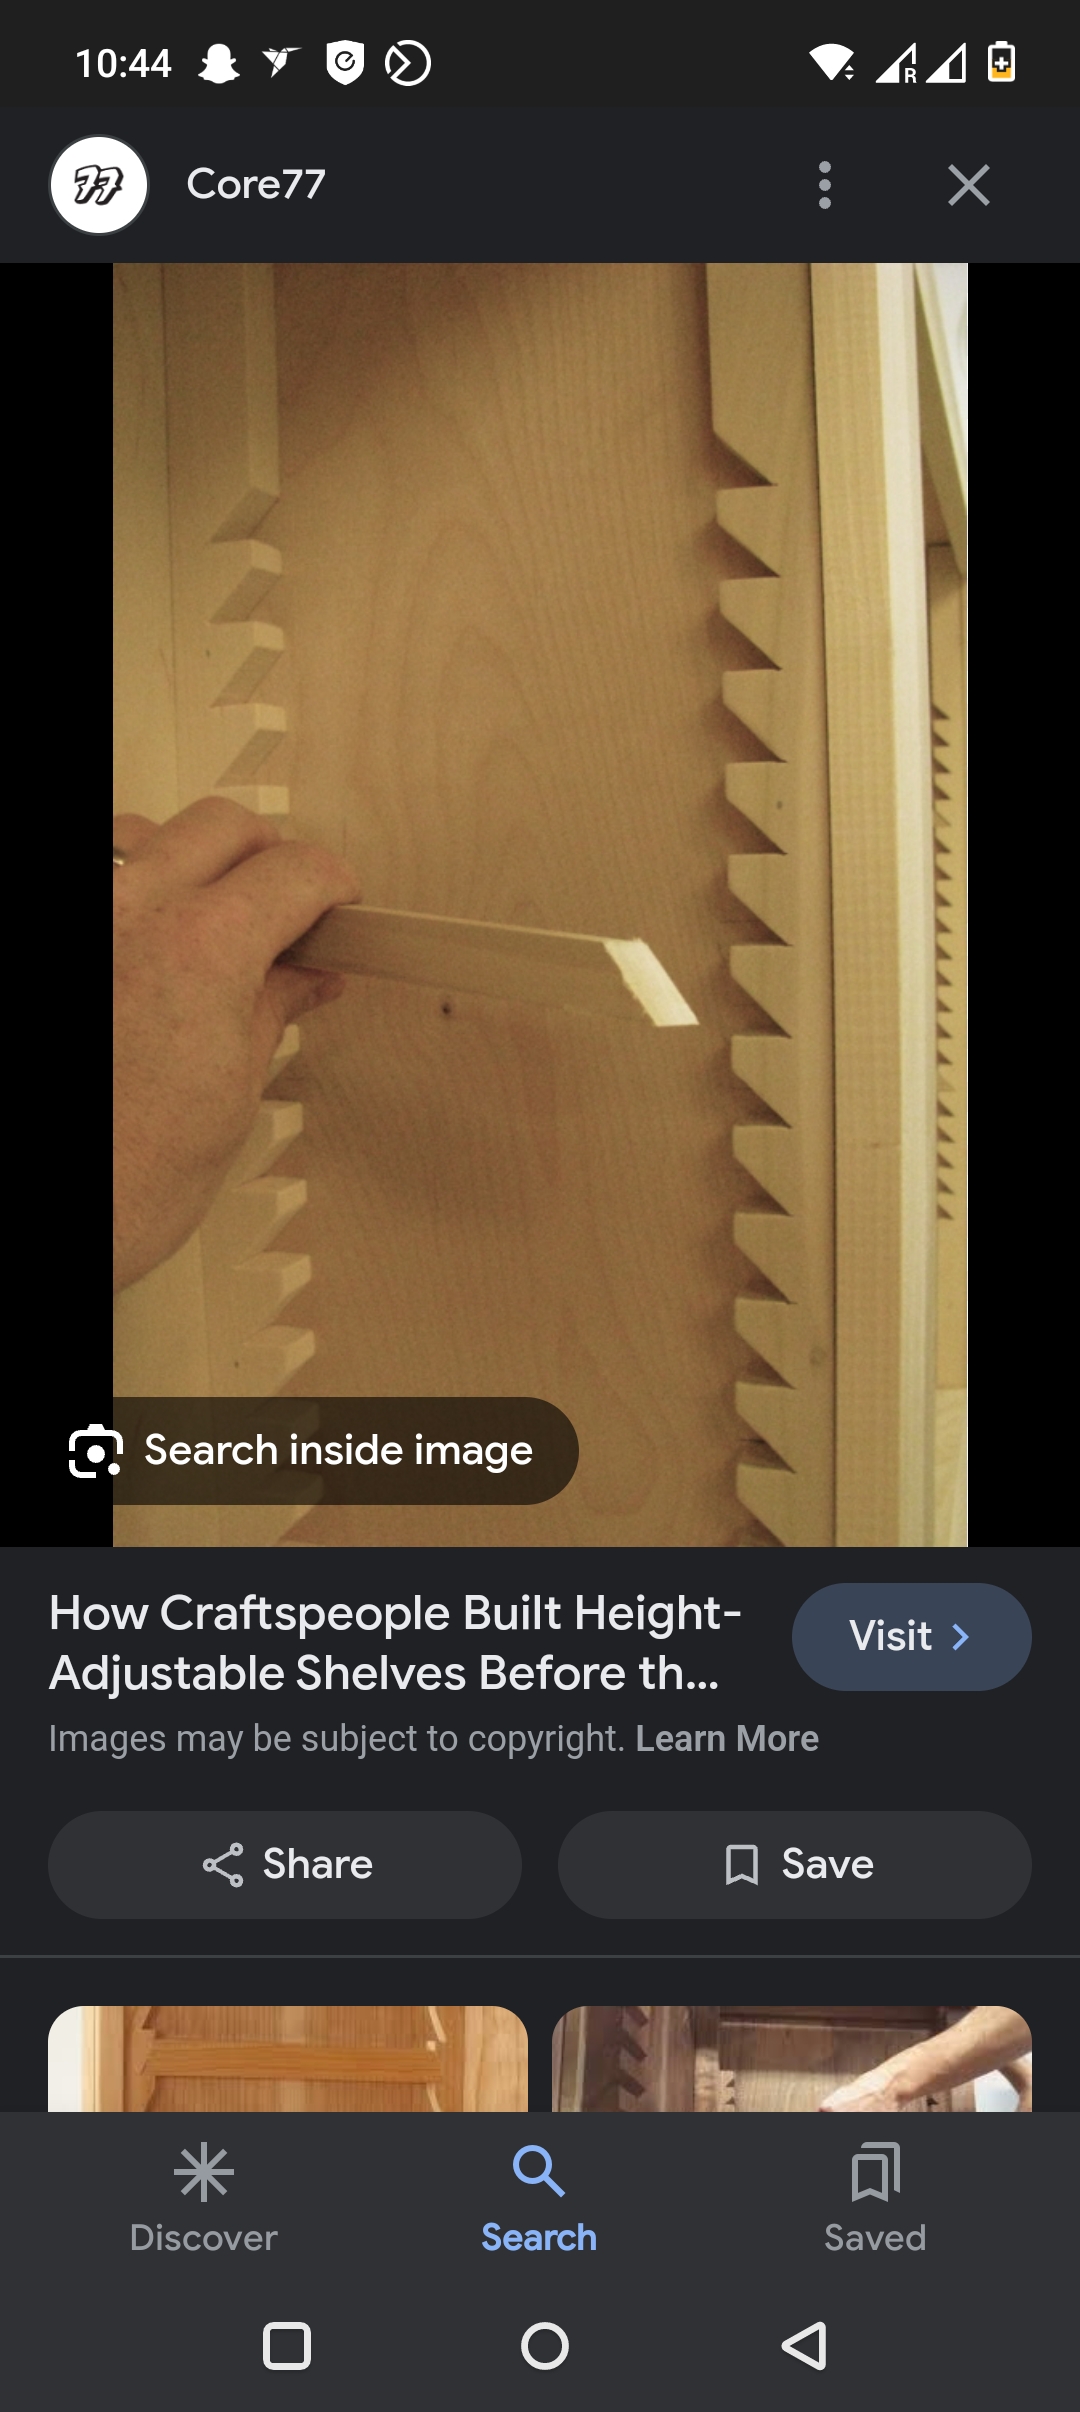 10:44
R
77 Core77
Search inside image
How Craftspeople Built Height-
Adjustable Shelves Before th...
Visit
Images may be subject to copyright. Learn More
Share
Save
Discover
Search
Saved